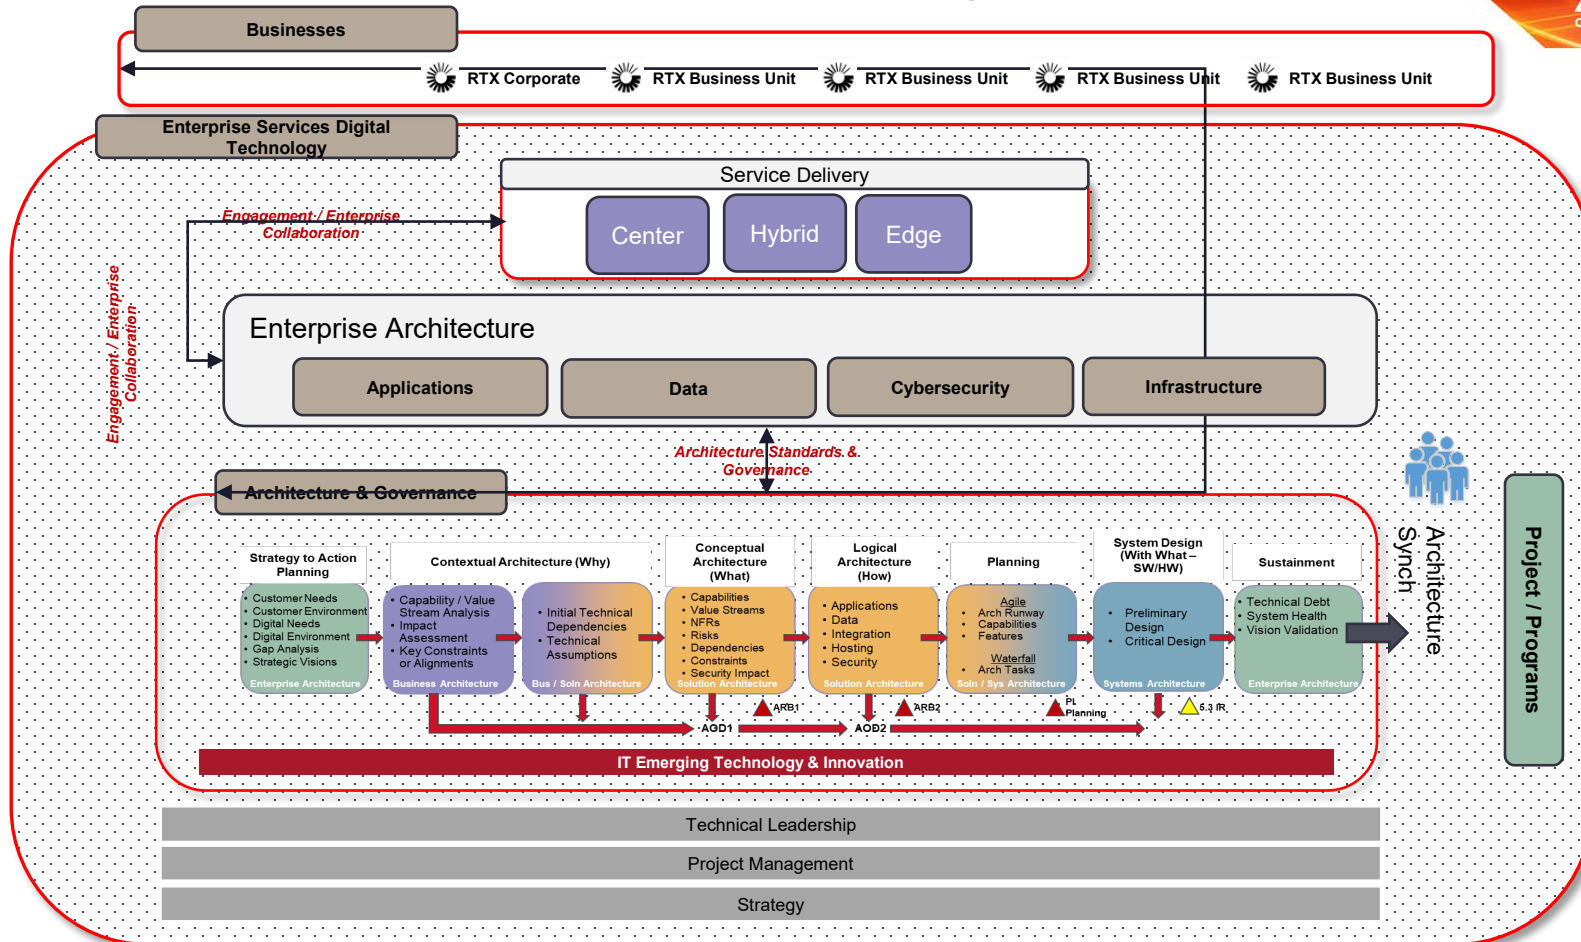 Businesses
RTX Corporate
RTX Business Unit
RTX Business Unit
RTX Business Unit
RTX Business Unit
Enterprise Services Digital
Technology
Service Delivery
Center
Hybrid
Edge
Engagement / Enterprise
Collaboration
Engagement / Enterprise
Collaboration
Enterprise Architecture
Applications
Data
Cybersecurity
Infrastructure
Architecture Standards &
Governance
Architecture & Governance
Strategy to Action
Planning
• Customer Needs
• Customer Environment
• Digital Needs
• Digital Environment
• Gap Analysis
• Strategic Visions
Enterprise Architecture
Contextual Architecture (Why)
• Capability / Value
Stream Analysis
• Impact
Assessment
• Key Constraints
or Alignments
Business Architecture
• Initial Technical
Dependencies
• Technical
Assumptions
Bus / Soln Architecture
Conceptual
Architecture
(What)
• Capabilities
• Value Streams
• NFRs
• Risks
• Dependencies
• Constraints
• Security Impact
Solution Architecture
Logical
Architecture
(How)
• Applications
• Data
• Integration
• Hosting
• Security
Solution Architecture
Planning
Agile
• Arch Runway
• Capabilities
• Features
Waterfall
• Arch Tasks
Soln / Sys Architecture
System Design
(With What –
SW/HW)
• Preliminary
Design
• Critical Design
Systems Architecture
Sustainment
• Technical Debt
• System Health
• Vision Validation
Enterprise Architecture
ARB1
ARB2
PI
Planning
5.3 IR
AOD1
AOD2
IT Emerging Technology & Innovation
Architecture
Synch
Project / Programs
Technical Leadership
Project Management
Strategy